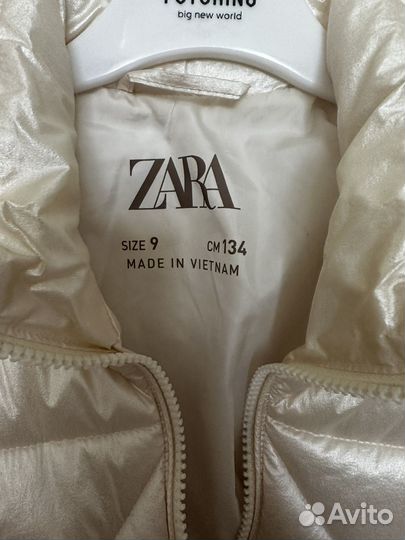 big new world
ZARA
SIZE 9 CM 134
MADE IN VIETNAM
Avito